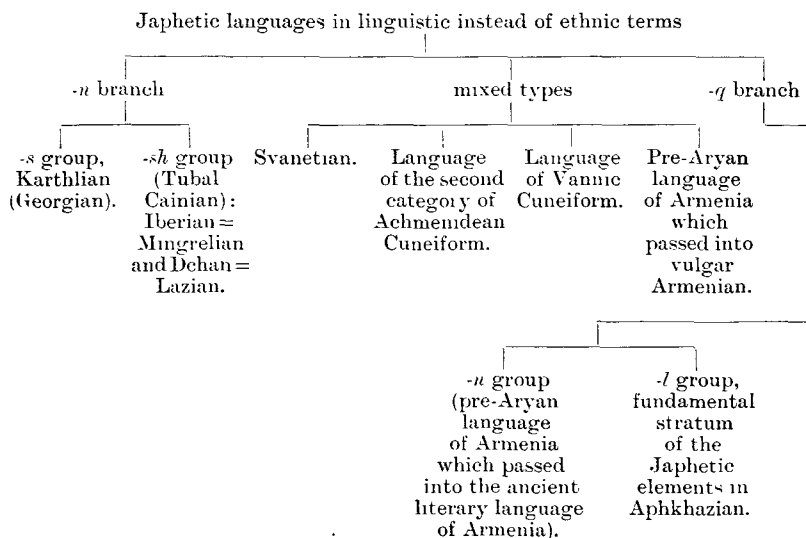 Japhetic languages in linguistic instead of ethnic terms
-n branch
mixed types
-q branch
-s group,
Karthlian
(Georgian).
-sh group
(Tubal
Cainian):
Iberian =
Mingrelian
and Dchan =
Lazian.
Svanetian.
Language
of the second
category of
Achmenidean
Cuneiform.
Language
of Vannic
Cuneiform.
Pre-Aryan
language
of Armenia
which
passed into
vulgar
Armenian.
-n group
(pre-Aryan
language
of Armenia
which passed
into the ancient
literary language
of Armenia).
-l group,
fundamental
stratum
of the
Japhetic
elements in
Aphkhazian.